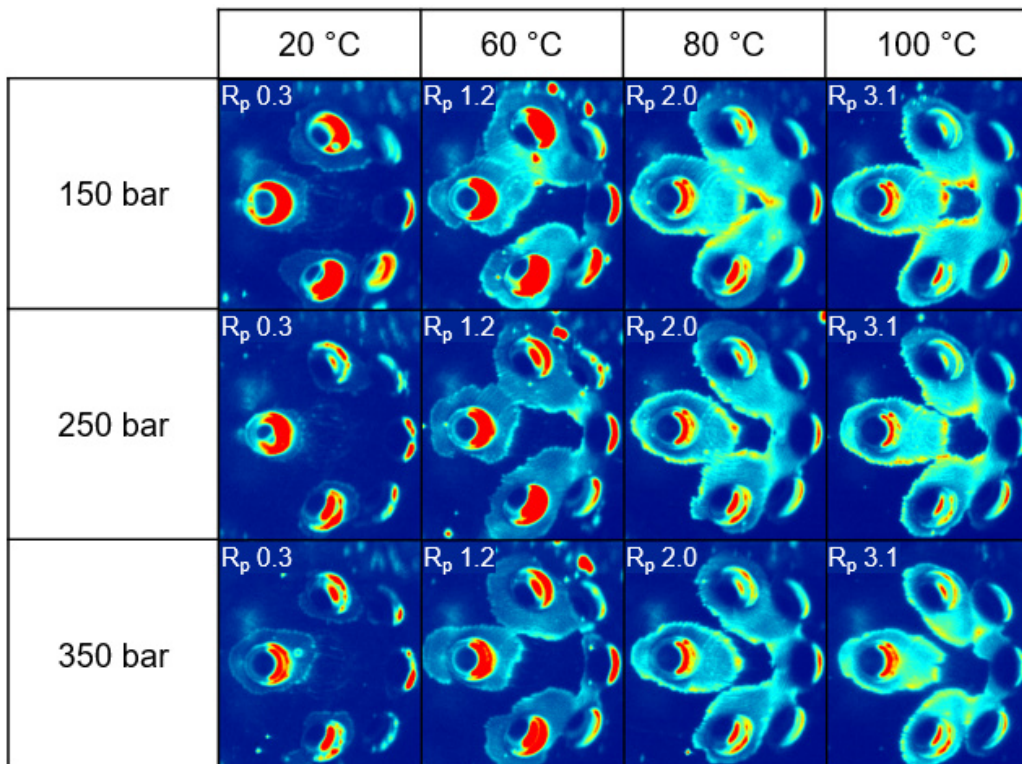 20 °C 60 °C 80 °C 100 °C
150 bar
Rₚ 0.3 Rₚ 1.2 Rₚ 2.0 Rₚ 3.1
250 bar
Rₚ 0.3 Rₚ 1.2 Rₚ 2.0 Rₚ 3.1
350 bar
Rₚ 0.3 Rₚ 1.2 Rₚ 2.0 Rₚ 3.1